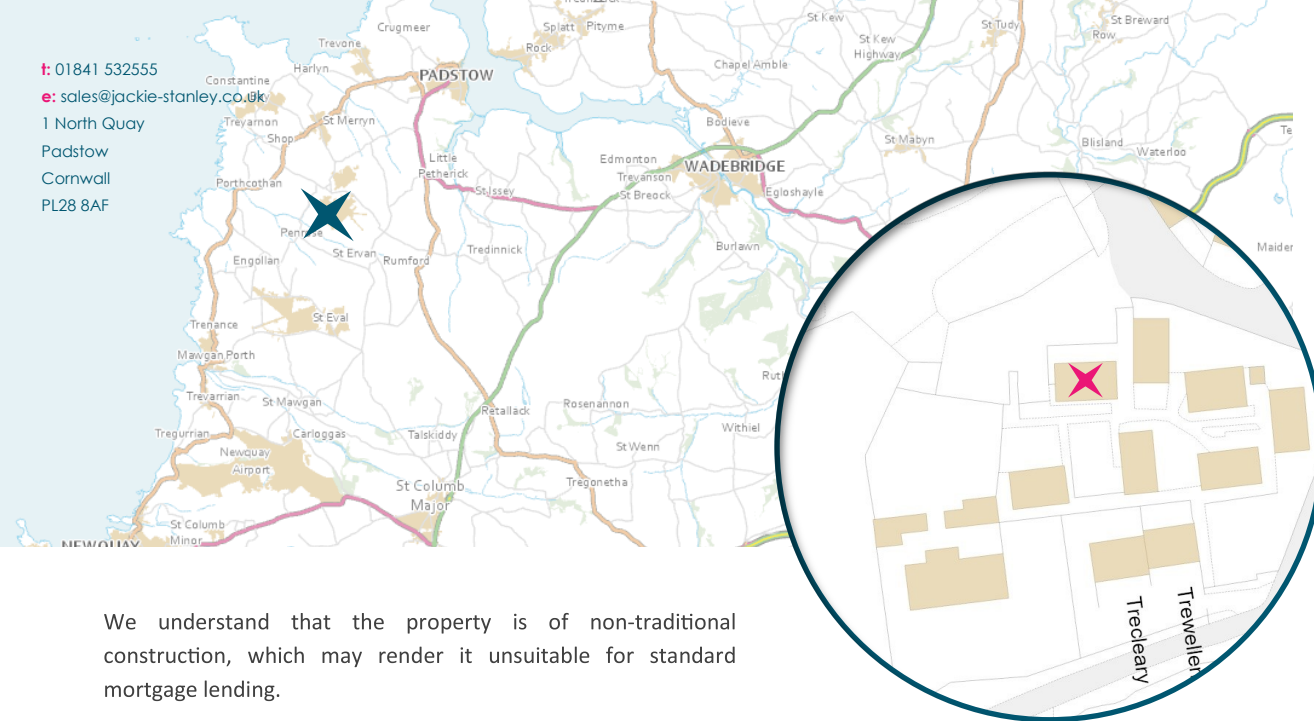 t: 01841 532555
e: sales@jackie-stanley.co.uk
1 North Quay
Padstow
Cornwall
PL28 8AF
Crugmeer
Trevone
Harlyn
Constantine
PADSTOW
Treyarnon
St Merryn
Shop
Little
Petherick
Porthcothan
St Issey
St Ervan
Rumford
Engollan
Tredinnick
St Eval
Trenance
Mawgan Porth
Trevarrian
St Mawgan
Tregurrian
Carloggas
Talskiddy
Newquay
Airport
St Columb
Major
St Columb
Minor
NEWQUAY
Splatt
Pityme
Rock
St Kew
St Kew
Highway
Chapel Amble
St Tudy
St Breward
Row
Bodieve
Edmonton
WADEBRIDGE
Trevanson
St Breock
Egloshayle
St Mabyn
Blisland
Waterloo
Burlawn
Retallack
Rosenannon
Withiel
St Wenn
Tregonetha
Trecleary
Treweller
We understand that the property is of non-traditional
construction, which may render it unsuitable for standard
mortgage lending.